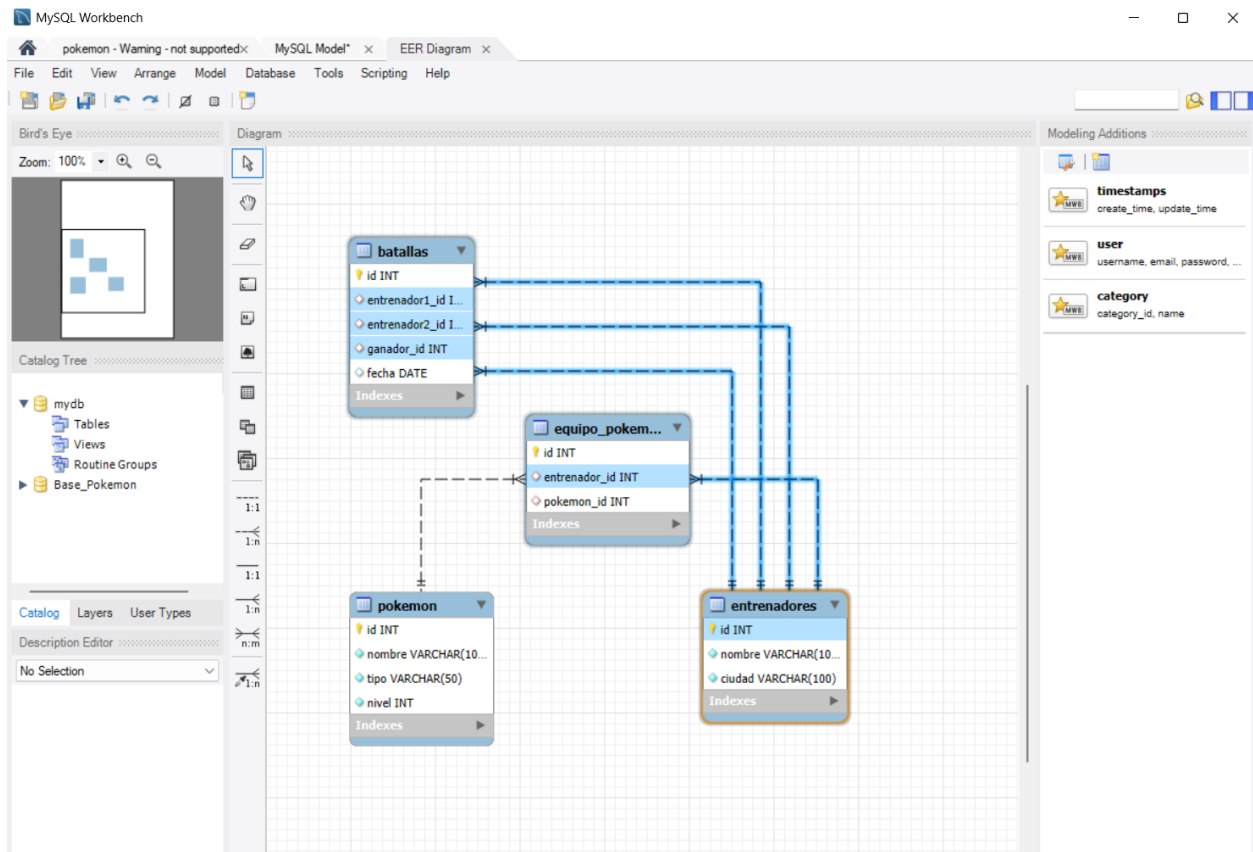 MySQL Workbench
pokemon - Warning - not supported
MySQL Model*
EER Diagram
File Edit View Arrange Model Database Tools Scripting Help
Bird's Eye
Zoom: 100%
Catalog Tree
mydb
Tables
Views
Routine Groups
Base_Pokemon
Catalog Layers User Types
Description Editor
No Selection
Diagram
1:1
1:n
1:1
1:n
n:m
1:n
batallas
id INT
entrenador1_id I...
entrenador2_id I...
ganador_id INT
fecha DATE
Indexes
equipo_pokem...
id INT
entrenador_id INT
pokemon_id INT
Indexes
pokemon
id INT
nombre VARCHAR(10...
tipo VARCHAR(50)
nivel INT
Indexes
entrenadores
id INT
nombre VARCHAR(10...
ciudad VARCHAR(100)
Indexes
Modeling Additions
MWB
timestamps
create_time, update_time
MWB
user
username, email, password, ...
MWB
category
category_id, name